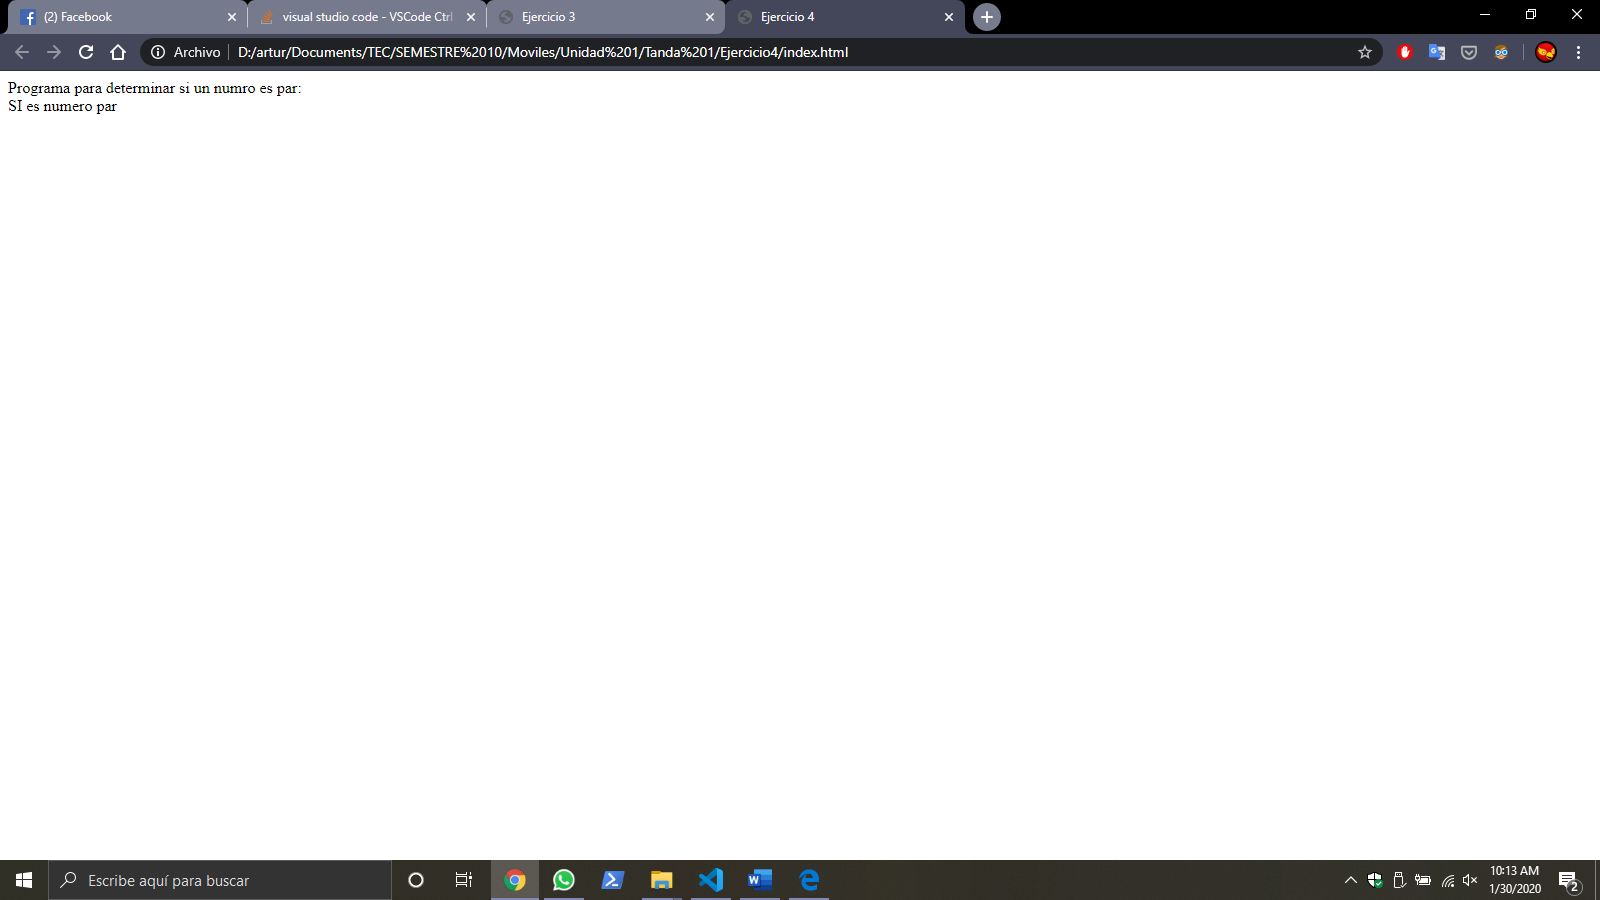 (2) Facebook
visual studio code - VSCode Ctrl
Ejercicio 3
Ejercicio 4
Archivo D:/artur/Documents/TEC/SEMESTRE%2010/Moviles/Unidad%201/Tanda%201/Ejercicio4/index.html
Programa para determinar si un numro es par:
SI es numero par
Escribe aquí para buscar
10:13 AM
1/30/2020
2